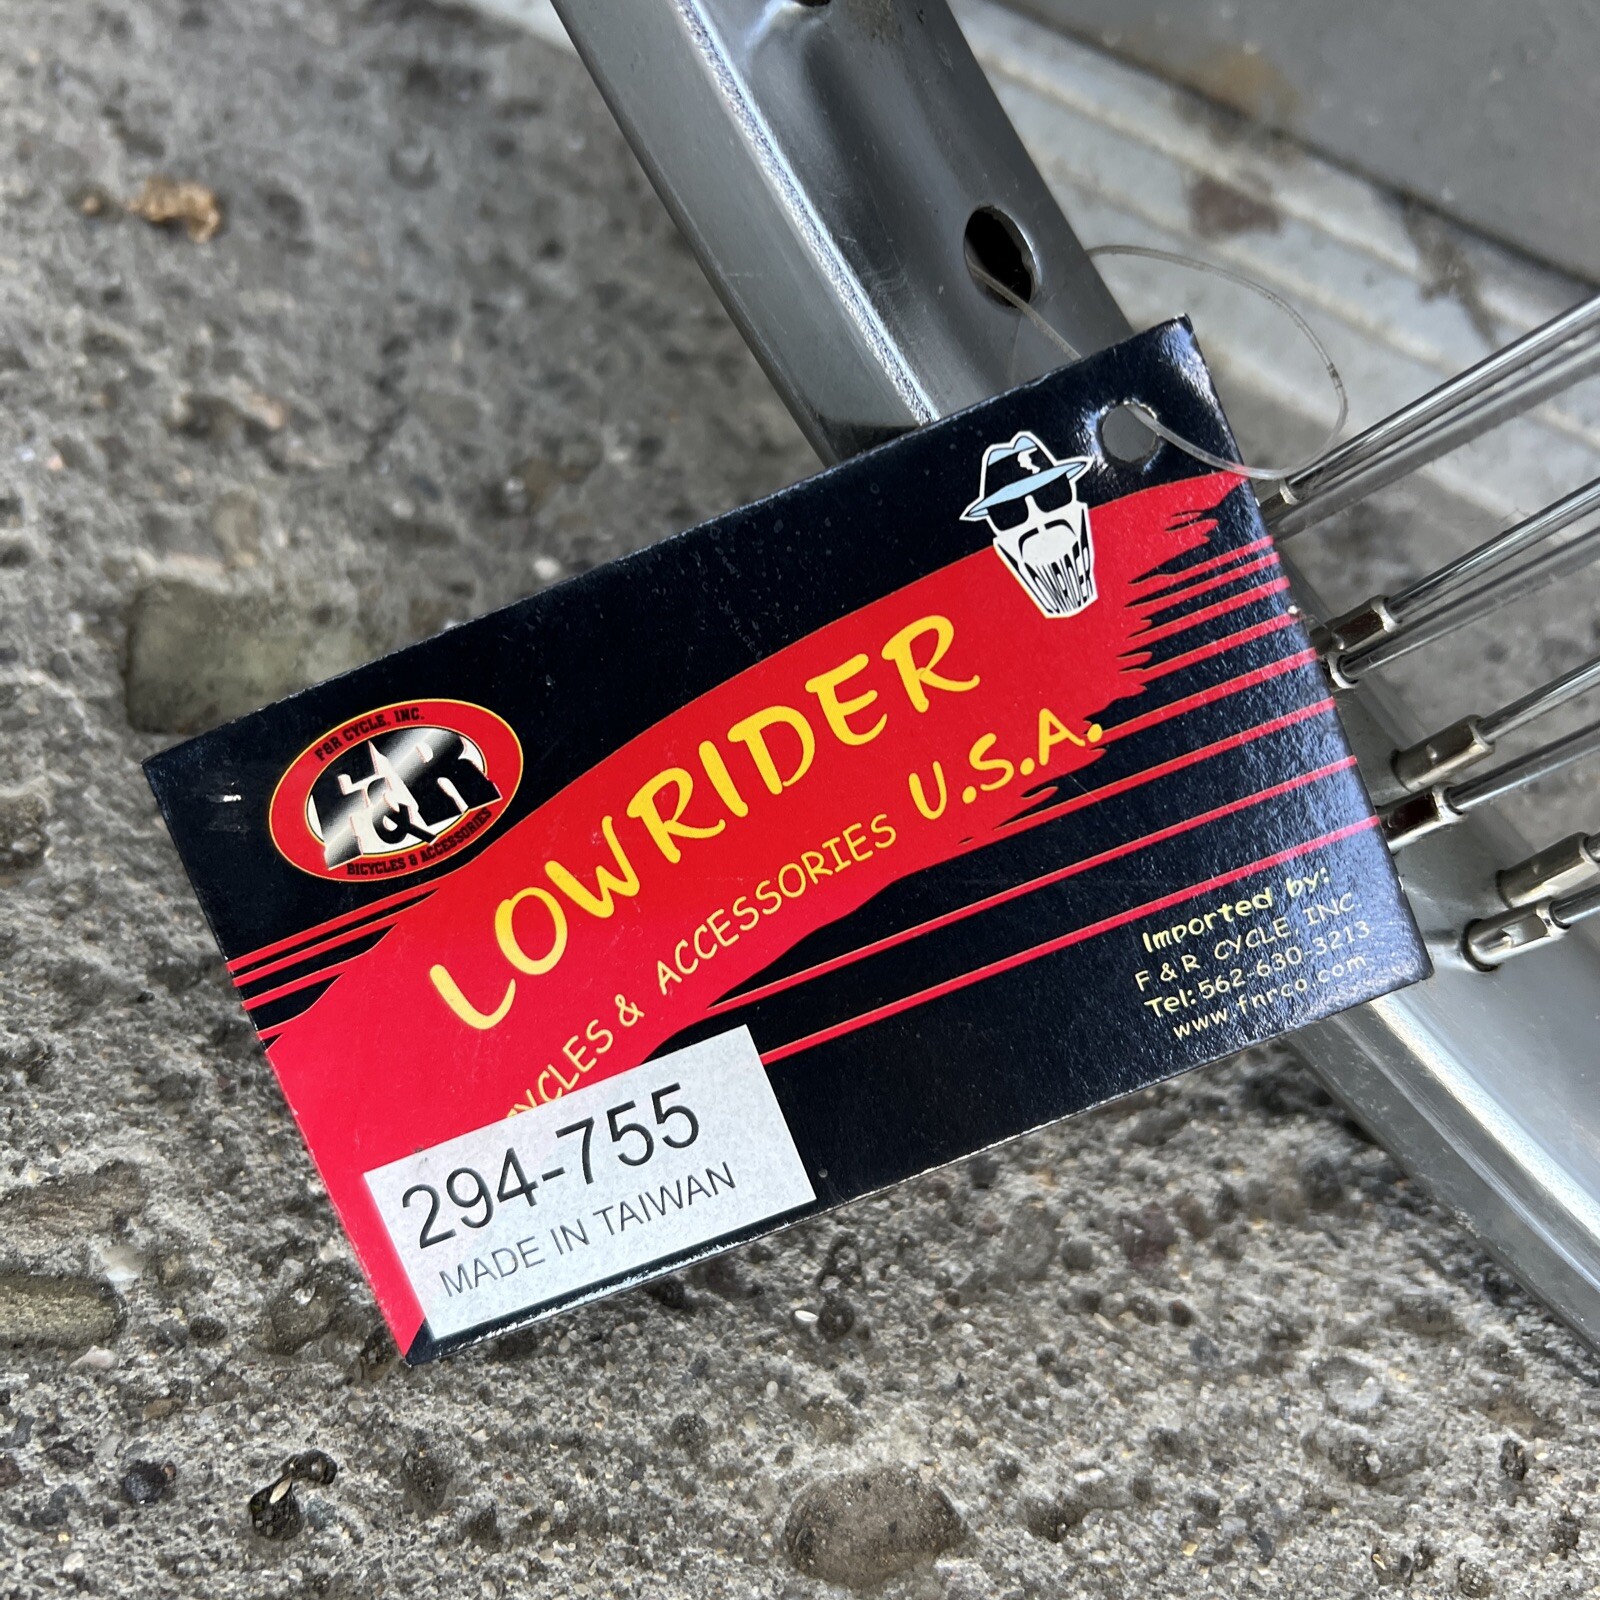 LOWRIDER
F&R CYCLE, INC.
F&R
BICYCLES & ACCESSORIES
LOWRIDER
YCLES & ACCESSORIES U.S.A.
294-755
MADE IN TAIWAN
Imported by:
F & R CYCLE, INC.
Tel:562-630-3213
www.fnrco.com